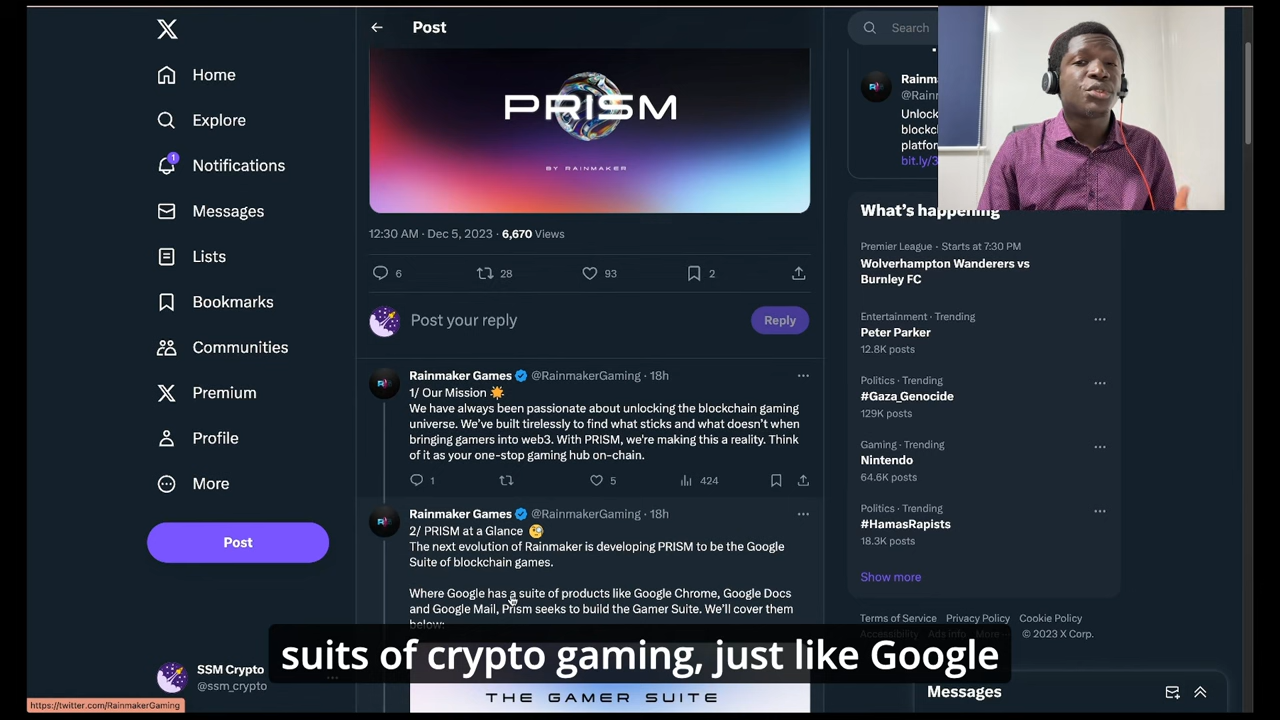 Post
Search
Home
Explore
1
Notifications
Messages
Lists
Bookmarks
Communities
Premium
Profile
More
Post
SSM Crypto
@ssm_crypto
https://twitter.com/RainmakerGaming
PRISM
BY RAINMAKER
12:30 AM · Dec 5, 2023 · 6,670 Views
6 28 93 2
Post your reply
Reply
Rainmaker Games @RainmakerGaming · 18h
1/ Our Mission
We have always been passionate about unlocking the blockchain gaming
universe. We've built tirelessly to find what sticks and what doesn't when
bringing gamers into web3. With PRISM, we're making this a reality. Think
of it as your one-stop gaming hub on-chain.
1 5 424
Rainmaker Games @RainmakerGaming · 18h
2/ PRISM at a Glance
The next evolution of Rainmaker is developing PRISM to be the Google
Suite of blockchain games.
Where Google has a suite of products like Google Chrome, Google Docs
and Google Mail, Prism seeks to build the Gamer Suite. We'll cover them
below:
THE GAMER SUITE
Unlock
bit.ly/3
What's happening
Premier League · Starts at 7:30 PM
Wolverhampton Wanderers vs
Burnley FC
Entertainment · Trending
Peter Parker
12.8K posts
Politics · Trending
#Gaza_Genocide
129K posts
Gaming · Trending
Nintendo
64.6K posts
Politics · Trending
#HamasRapists
18.3K posts
Show more
Terms of Service Privacy Policy Cookie Policy
Accessibility Ads info More © 2023 X Corp.
Messages
suits of crypto gaming, just like Google